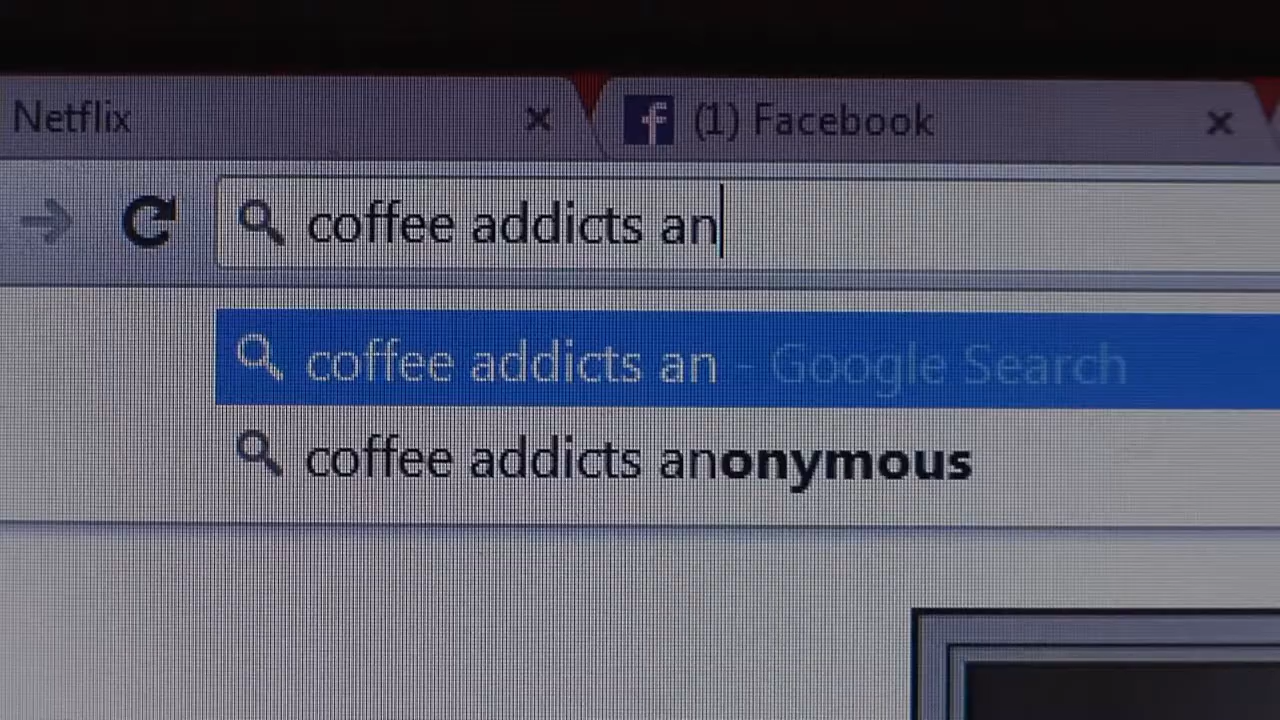 Netflix
f (1) Facebook
coffee addicts an
coffee addicts an - Google Search
coffee addicts anonymous